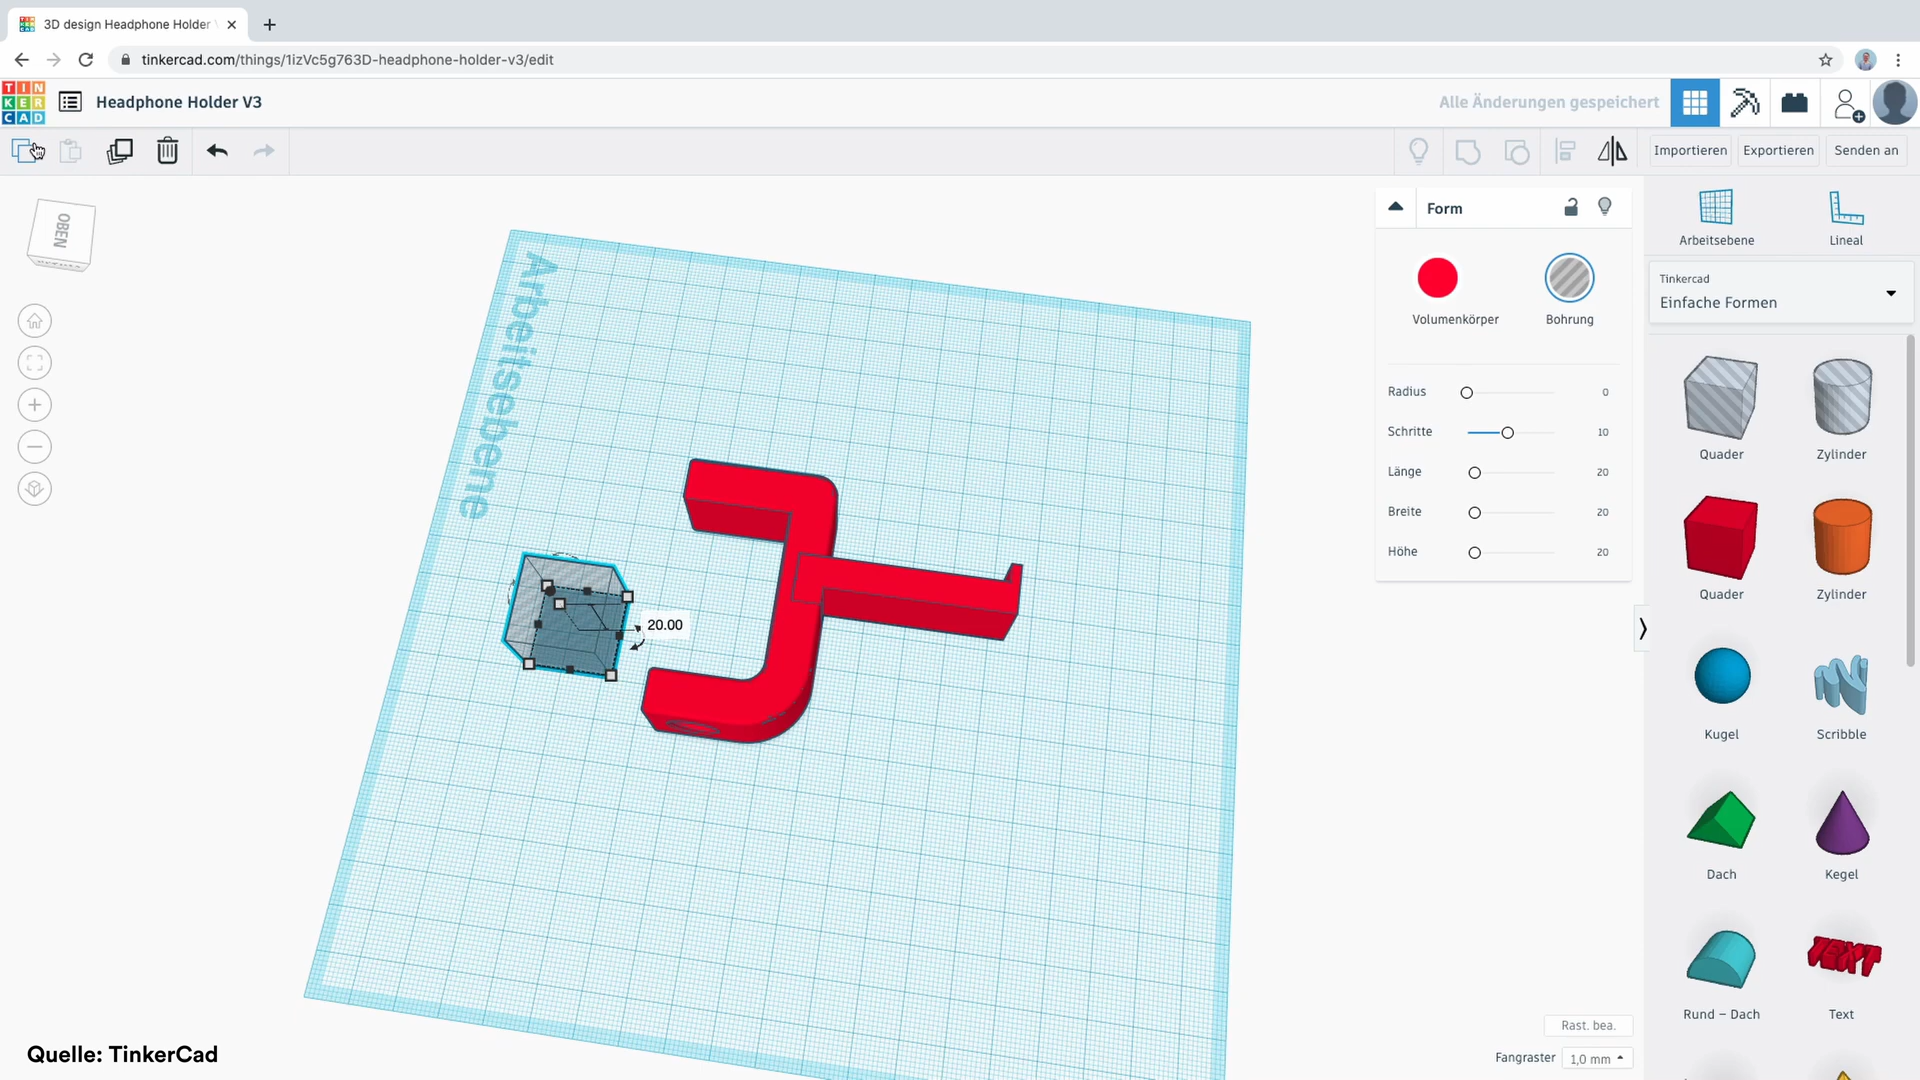 3D design Headphone Holder
tinkercad.com/things/1izVc5g763D-headphone-holder-v3/edit
TIN
KER
CAD
Headphone Holder V3
Alle Änderungen gespeichert
Importieren
Exportieren
Senden an
OBEN
Arbeitsebene
20.00
Form
Volumenkörper
Bohrung
Radius 0
Schritte 10
Länge 20
Breite 20
Höhe 20
Arbeitsebene
Lineal
Tinkercad
Einfache Formen
Quader
Zylinder
Quader
Zylinder
Kugel
Scribble
Dach
Kegel
TEXT
Rund – Dach
Text
Rast. bea.
Fangraster 1,0 mm
Quelle: TinkerCad